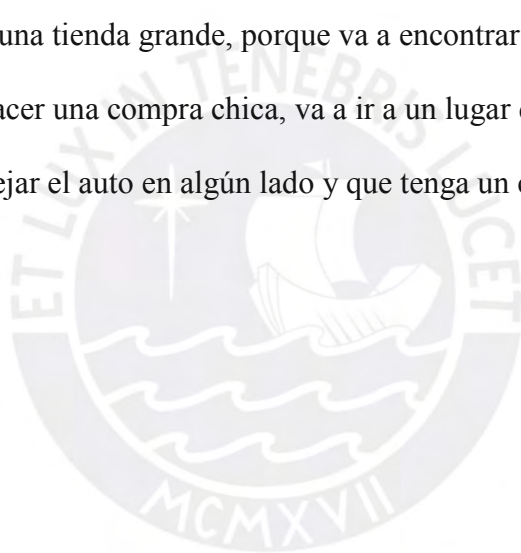 una tienda grande, porque va a encontrar
acer una compra chica, va a ir a un lugar
ejar el auto en algún lado y que tenga un
ET LUX IN TENEBRIS LUCET
MCMXVII